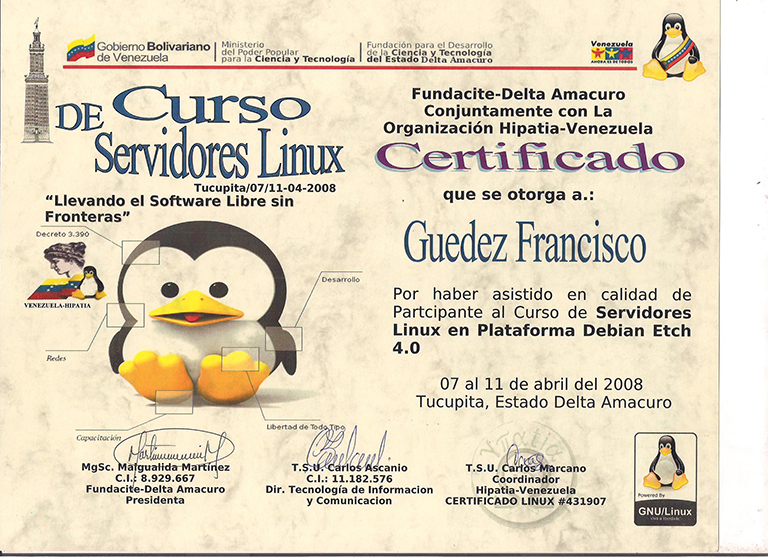 Gobierno Bolivariano
de Venezuela
Ministerio
del Poder Popular
para la Ciencia y Tecnología
Fundación para el Desarrollo
de la Ciencia y Tecnología
del Estado Delta Amacuro
Venezuela
AHORA ES DE TODOS
Curso
DE Servidores Linux
Tucupita/07/11-04-2008
“Llevando el Software Libre sin
Fronteras”
Fundacite-Delta Amacuro
Conjuntamente con La
Organización Hipatia-Venezuela
Certificado
que se otorga a.:
Guedez Francisco
Por haber asistido en calidad de
Partcipante al Curso de Servidores
Linux en Plataforma Debian Etch
4.0
07 al 11 de abril del 2008
Tucupita, Estado Delta Amacuro
Decreto 3.390
VENEZUELA-HIPATIA
Desarrollo
Redes
Libertad de Todo Tipo
Capacitación
MgSc. Maigualida Martínez
C.I.: 8.929.667
Fundacite-Delta Amacuro
Presidenta
T.S.U. Carlos Ascanio
C.I.: 11.182.576
Dir. Tecnología de Informacion
y Comunicacion
T.S.U. Carlos Marcano
Coordinador
Hipatia-Venezuela
CERTIFICADO LINUX #431907
Powered By
GNU/Linux